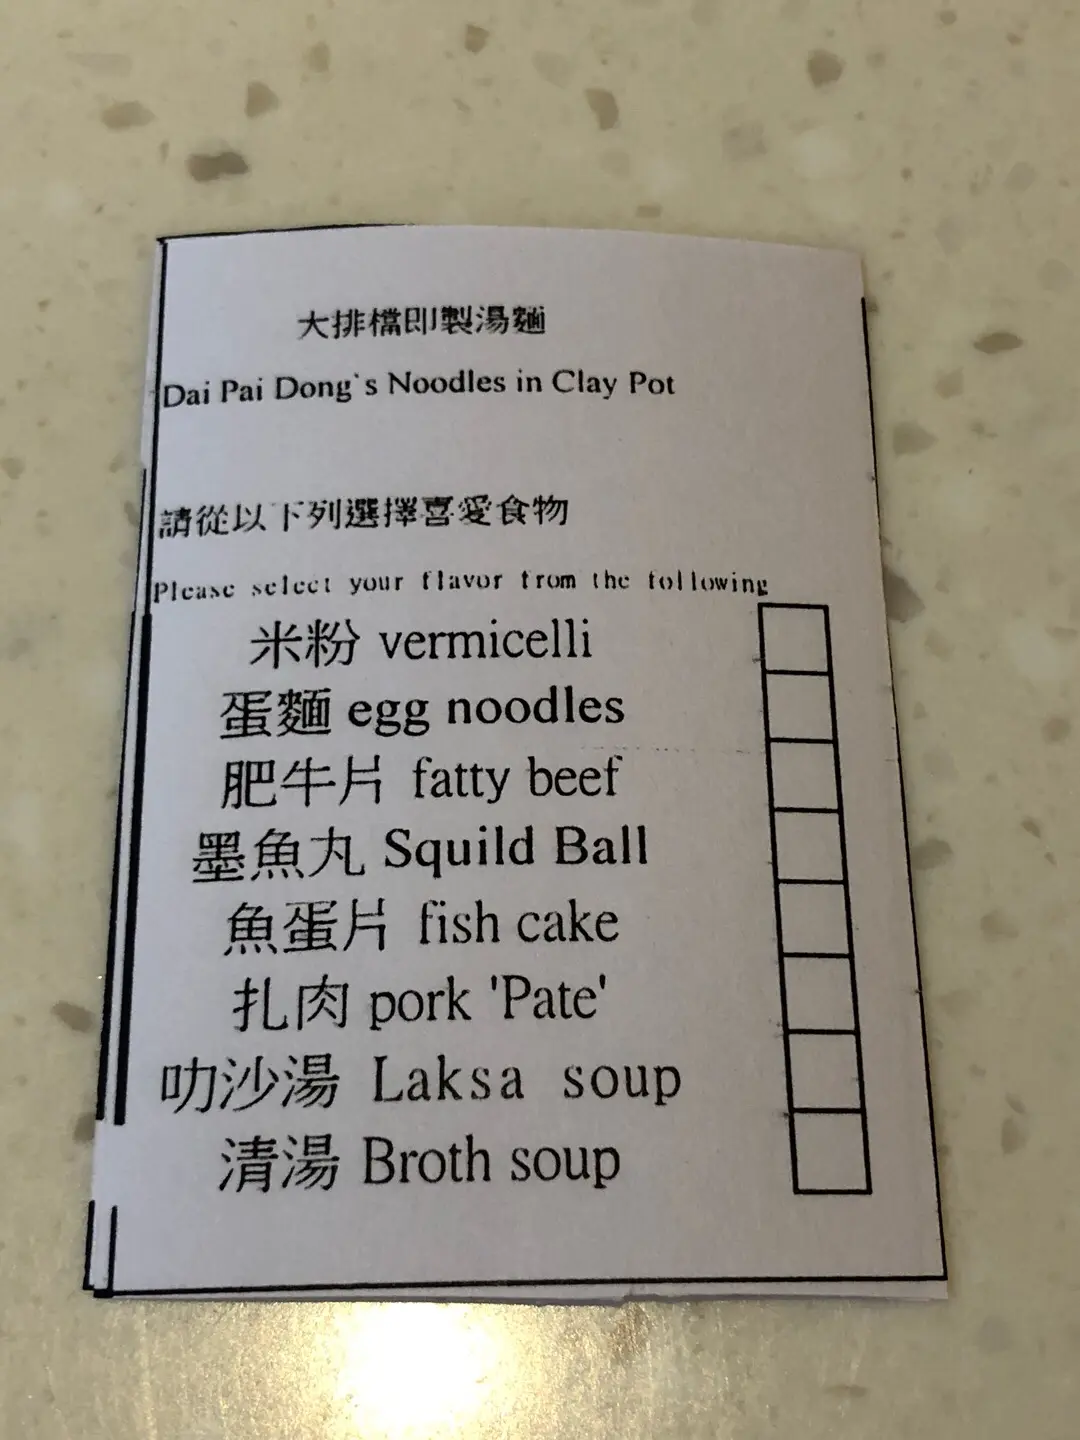 大排檔即製湯麵
Dai Pai Dong`s Noodles in Clay Pot
請從以下列選擇喜愛食物
Please select your flavor from the following
米粉 vermicelli
蛋麵 egg noodles
肥牛片 fatty beef
墨魚丸 Squild Ball
魚蛋片 fish cake
扎肉 pork 'Pate'
叻沙湯 Laksa soup
清湯 Broth soup